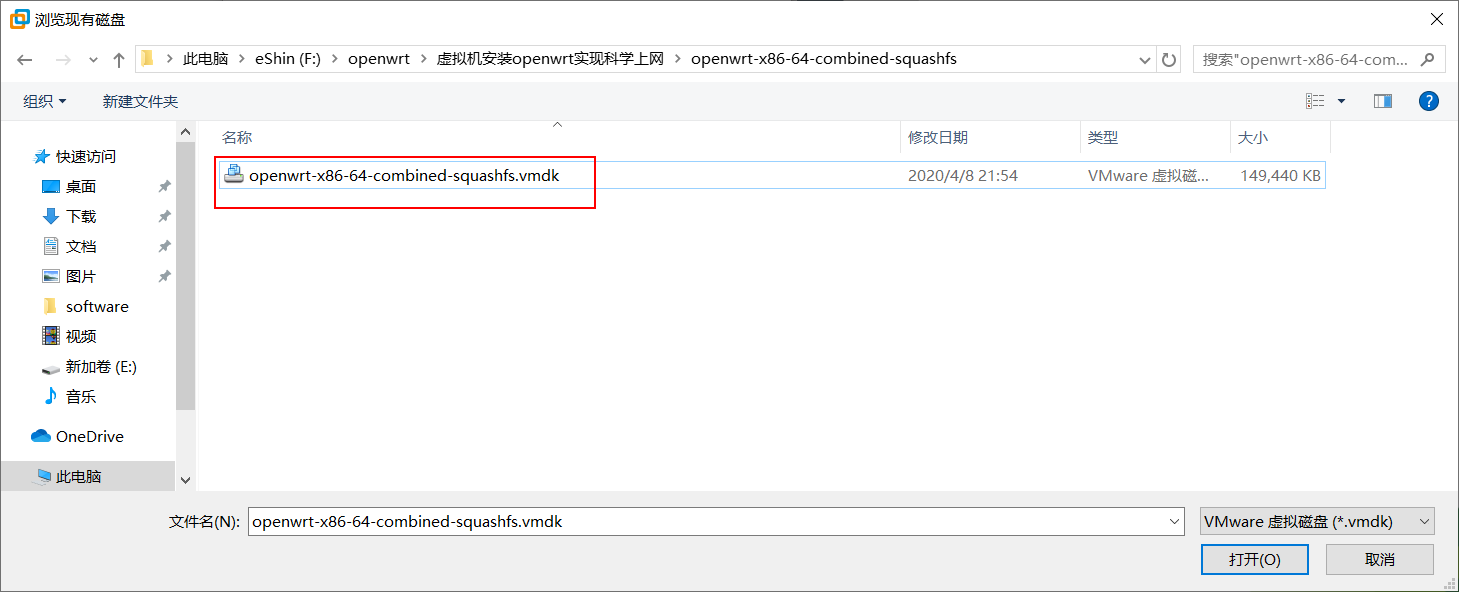 浏览现有磁盘
此电脑 eShin (F:) openwrt 虚拟机安装openwrt实现科学上网 openwrt-x86-64-combined-squashfs 搜索"openwrt-x86-64-com...
组织 新建文件夹
名称 修改日期 类型 大小
openwrt-x86-64-combined-squashfs.vmdk 2020/4/8 21:54 VMware 虚拟磁... 149,440 KB
快速访问
桌面
下载
文档
图片
software
视频
新加卷 (E:)
音乐
OneDrive
此电脑
文件名(N): openwrt-x86-64-combined-squashfs.vmdk VMware 虚拟磁盘 (*.vmdk)
打开(O) 取消